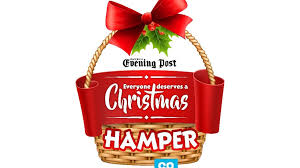 Evening Post
Everyone deserves a
Christmas
HAMPER